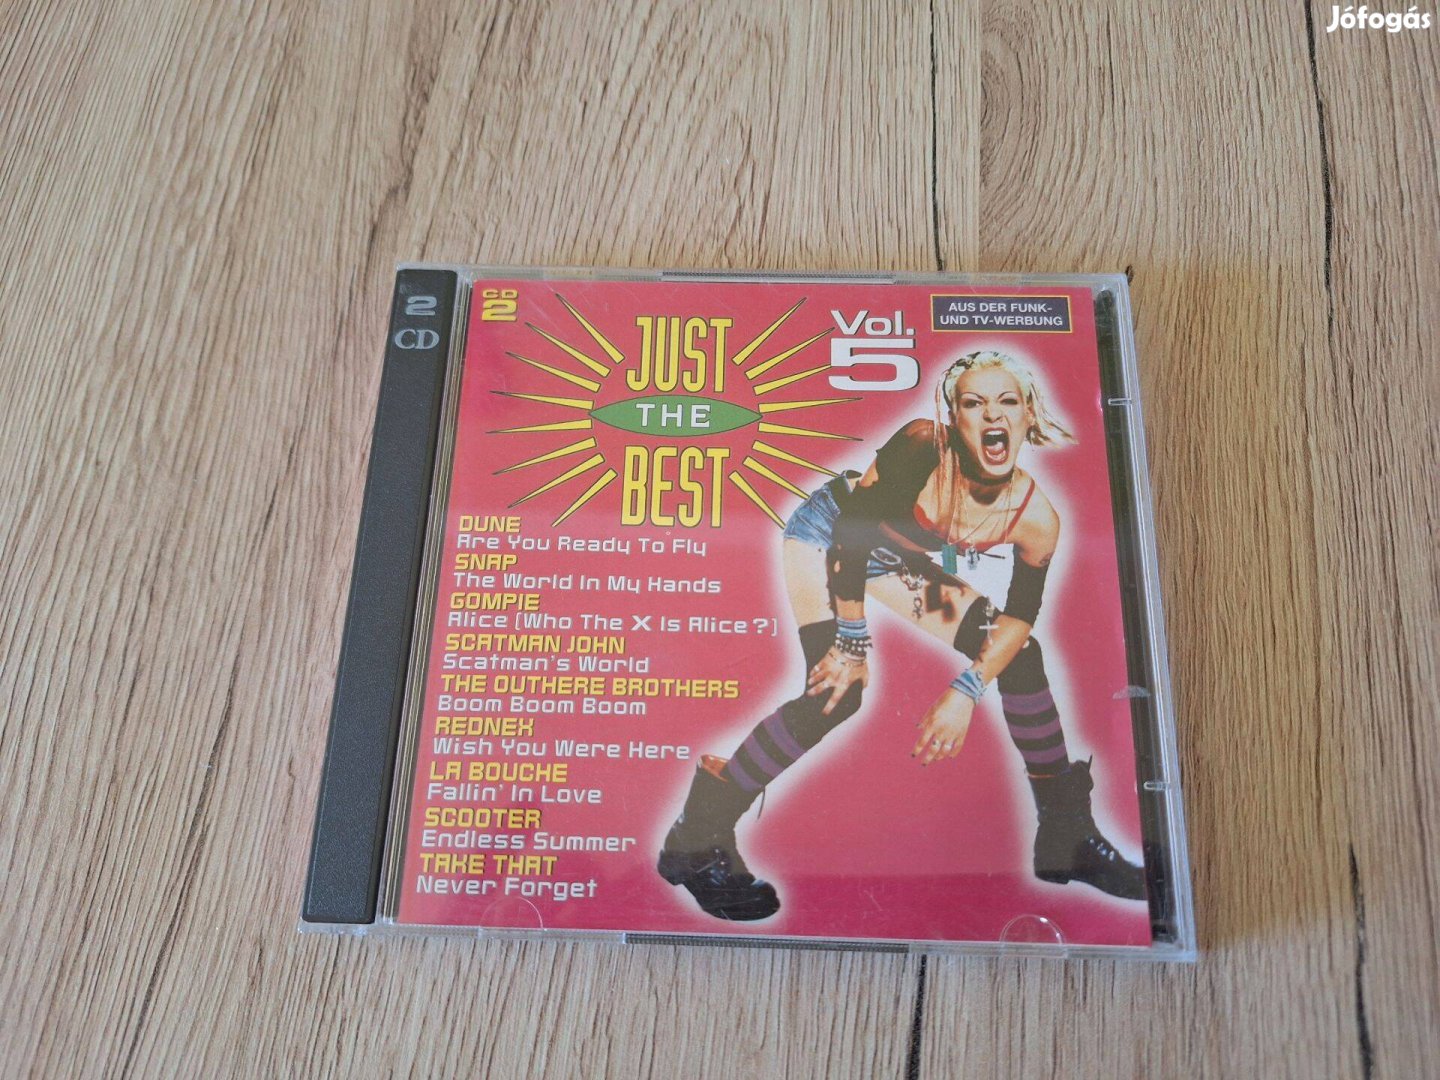 Jófogás
2
CD
CD
2
JUST
THE
BEST
Vol.
5
AUS DER FUNK-
UND TV-WERBUNG
DUNE
Are You Ready To Fly
SNAP
The World In My Hands
GOMPIE
Alice (Who The X Is Alice?)
SCATMAN JOHN
Scatman's World
THE OUTHERE BROTHERS
Boom Boom Boom
REDNEX
Wish You Were Here
LA BOUCHE
Fallin' In Love
SCOOTER
Endless Summer
TAKE THAT
Never Forget